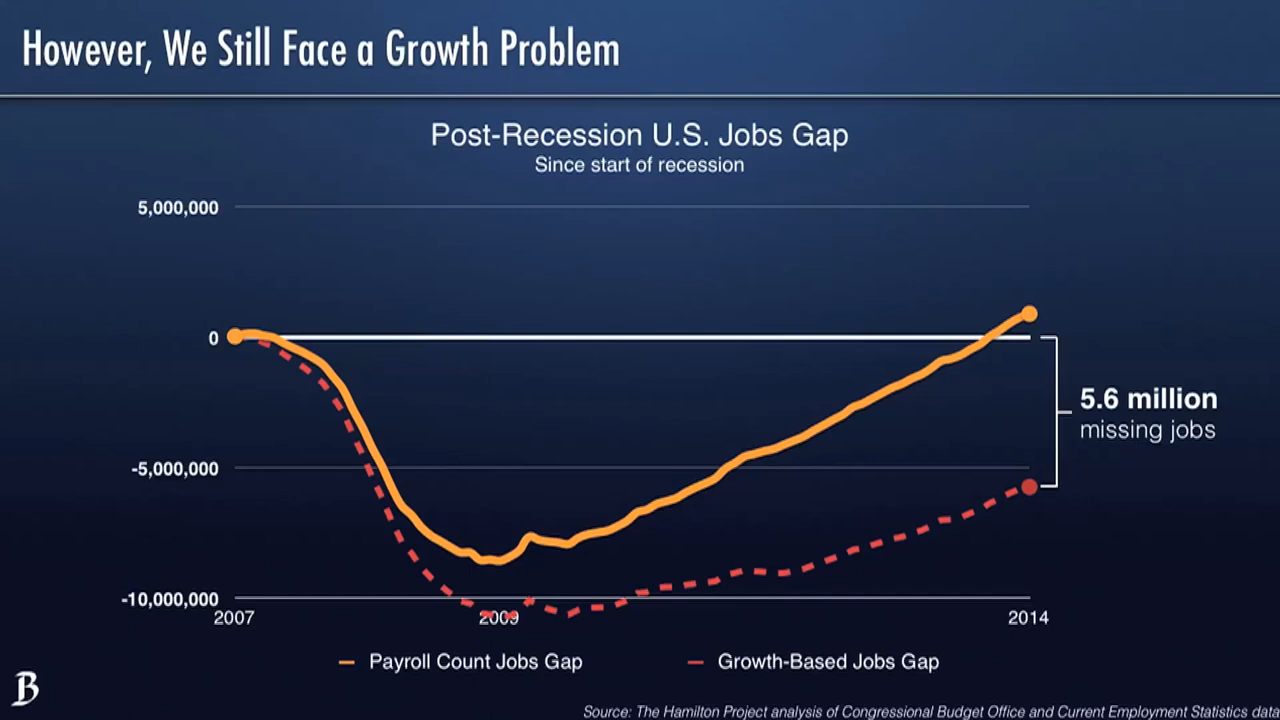 However, We Still Face a Growth Problem
Post-Recession U.S. Jobs Gap
Since start of recession
5,000,000
0
-5,000,000
-10,000,000
5.6 million
missing jobs
2007 2009 2014
Payroll Count Jobs Gap Growth-Based Jobs Gap
B
Source: The Hamilton Project analysis of Congressional Budget Office and Current Employment Statistics data